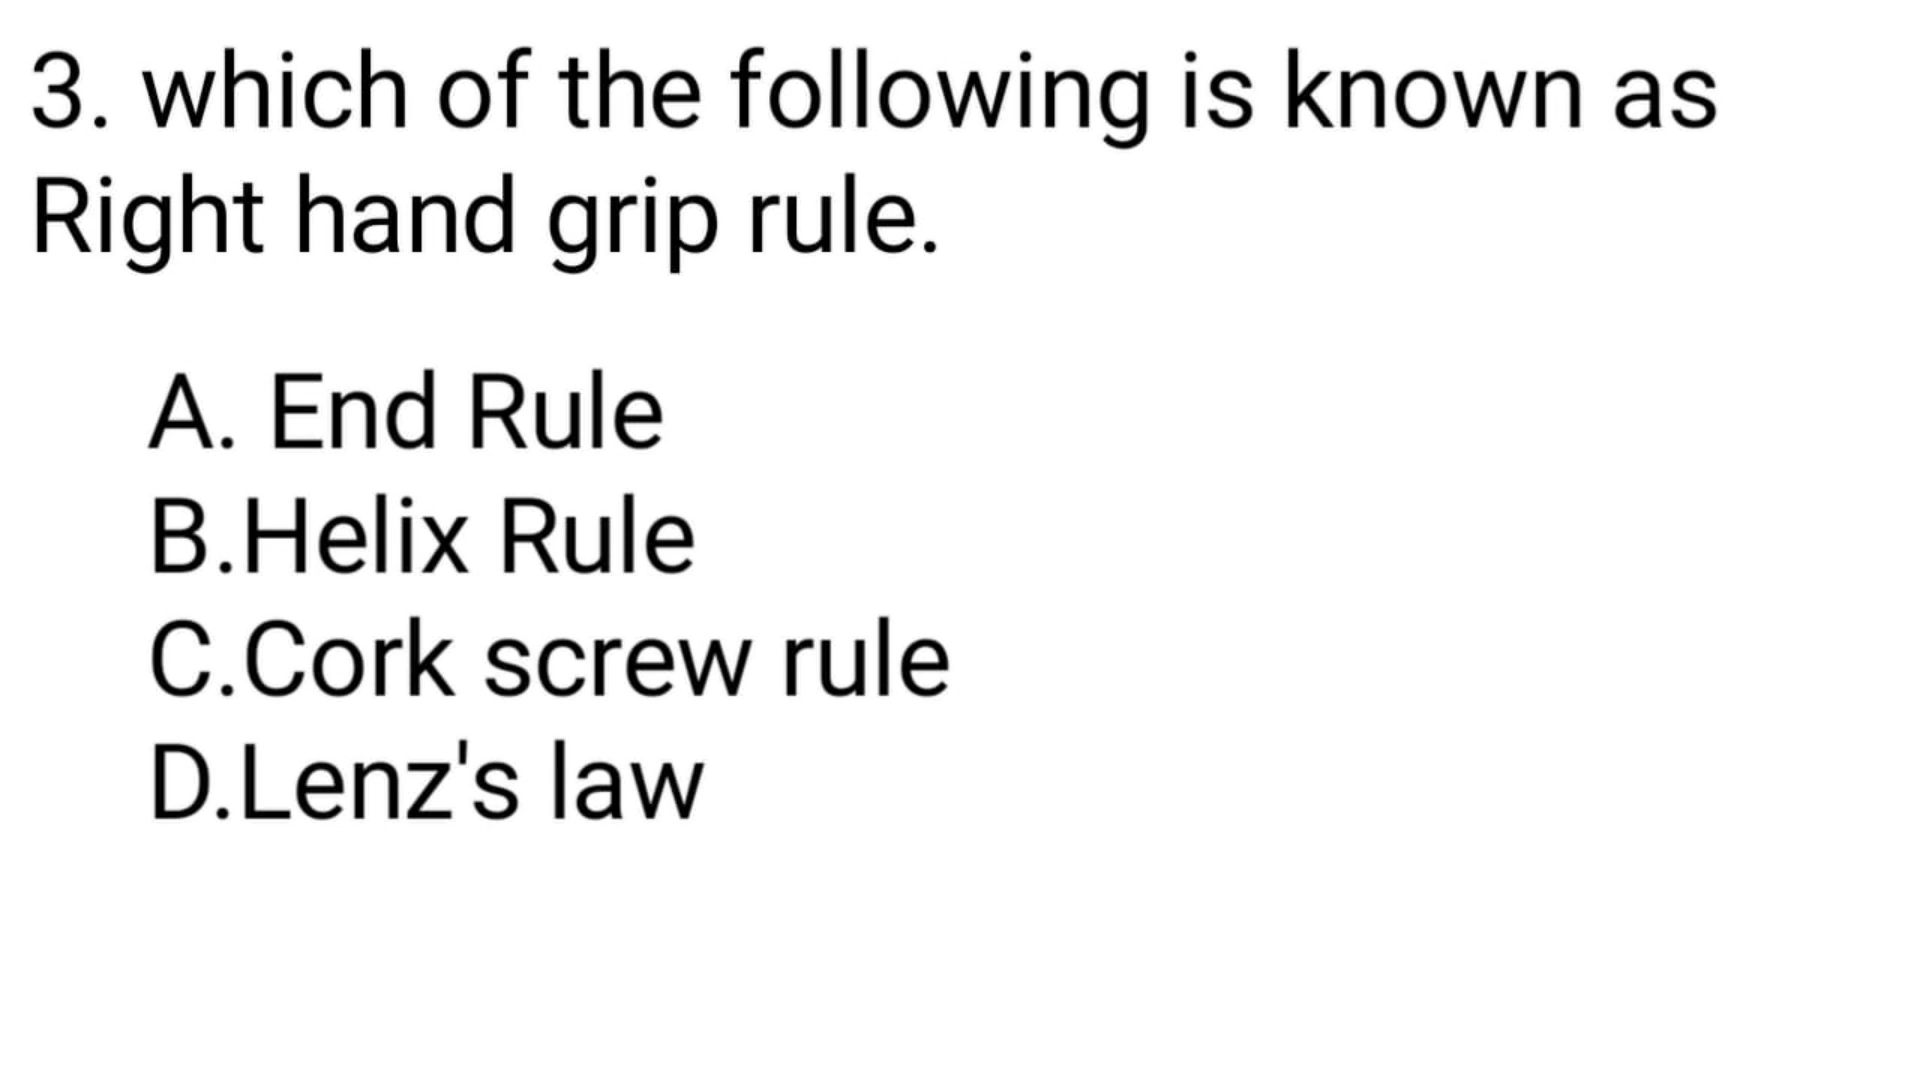 3. which of the following is known as
Right hand grip rule.
A. End Rule
B.Helix Rule
C.Cork screw rule
D.Lenz's law